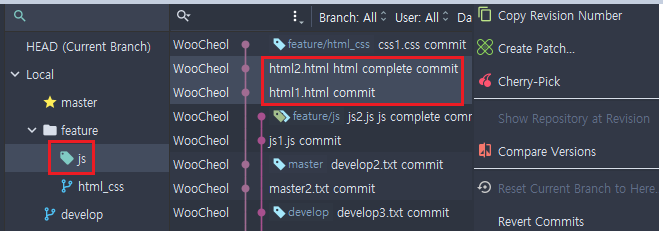 HEAD (Current Branch)
Local
master
feature
js
html_css
develop
Branch: All User: All Da
WooCheol feature/html_css css1.css commit
WooCheol html2.html html complete commit
WooCheol html1.html commit
WooCheol feature/js js2.js js complete comm
WooCheol js1.js commit
WooCheol master develop2.txt commit
WooCheol master2.txt commit
WooCheol develop develop3.txt commit
Copy Revision Number
Create Patch...
Cherry-Pick
Show Repository at Revision
Compare Versions
Reset Current Branch to Here.
Revert Commits